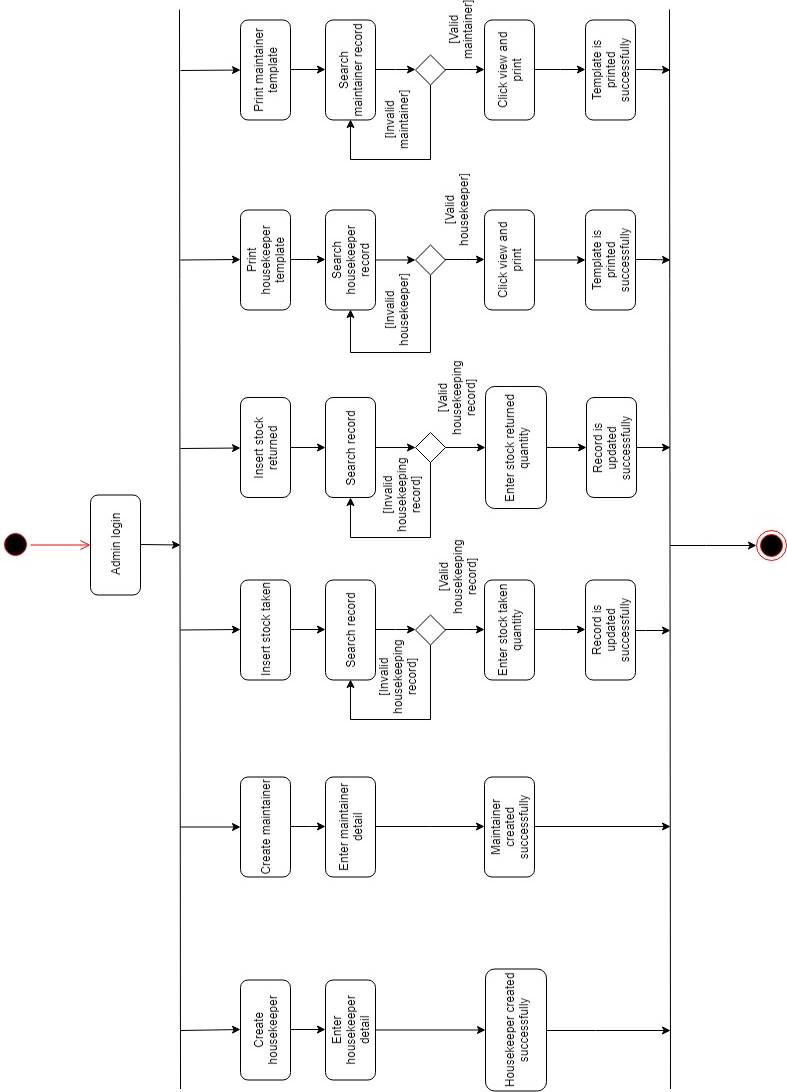 Admin login
Create
housekeeper
Enter
housekeeper
detail
Housekeeper created
successfully
Create maintainer
Enter maintainer
detail
Maintainer
created
successfully
Insert stock taken
Search record
[Invalid
housekeeping
record]
[Valid
housekeeping
record]
Enter stock taken
quantity
Record is
updated
successfully
Insert stock
returned
Search record
[Invalid
housekeeping
record]
[Valid
housekeeping
record]
Enter stock returned
quantity
Record is
updated
successfully
Print
housekeeper
template
Search
housekeeper
record
[Invalid
housekeeper]
[Valid
housekeeper]
Click view and
print
Template is
printed
successfully
Print maintainer
template
Search
maintainer record
[Invalid
maintainer]
[Valid
maintainer]
Click view and
print
Template is
printed
successfully